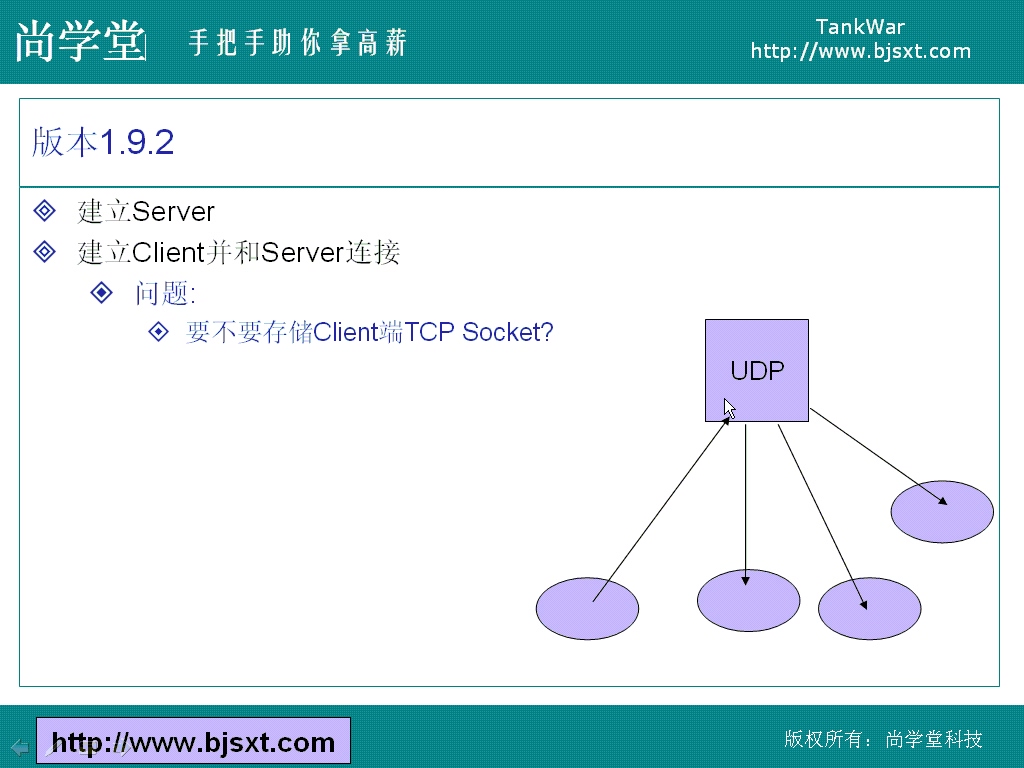 尚学堂
手把手助你拿高薪
TankWar
http://www.bjsxt.com
版本1.9.2
建立Server
建立Client并和Server连接
问题:
要不要存储Client端TCP Socket?
UDP
http://www.bjsxt.com
版权所有：尚学堂科技